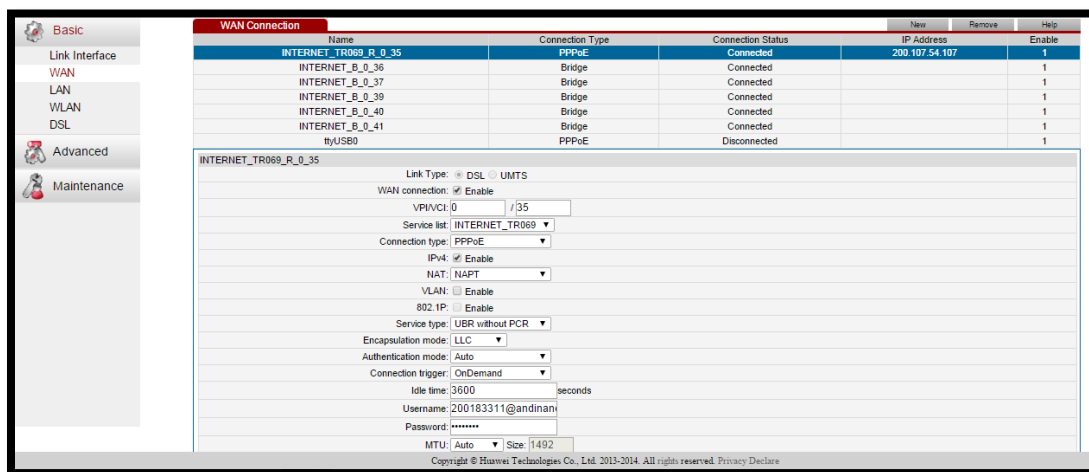 Basic
Link Interface
WAN
LAN
WLAN
DSL
Advanced
Maintenance
WAN Connection New Remove Help
Name Connection Type Connection Status IP Address Enable
INTERNET_TR069_R_0_35 PPPoE Connected 200.107.54.107 1
INTERNET_B_0_36 Bridge Connected 1
INTERNET_B_0_37 Bridge Connected 1
INTERNET_B_0_39 Bridge Connected 1
INTERNET_B_0_40 Bridge Connected 1
INTERNET_B_0_41 Bridge Connected 1
ttyUSB0 PPPoE Disconnected 1
INTERNET_TR069_R_0_35
Link Type: DSL UMTS
WAN connection: Enable
VPI/VCI: 0 / 35
Service list: INTERNET_TR069
Connection type: PPPoE
IPv4: Enable
NAT: NAPT
VLAN: Enable
802.1P: Enable
Service type: UBR without PCR
Encapsulation mode: LLC
Authentication mode: Auto
Connection trigger: OnDemand
Idle time: 3600 seconds
Username: 200183311@andinan
Password: ••••••••
MTU: Auto Size: 1492
Copyright © Huawei Technologies Co., Ltd. 2013-2014. All rights reserved. Privacy Declare